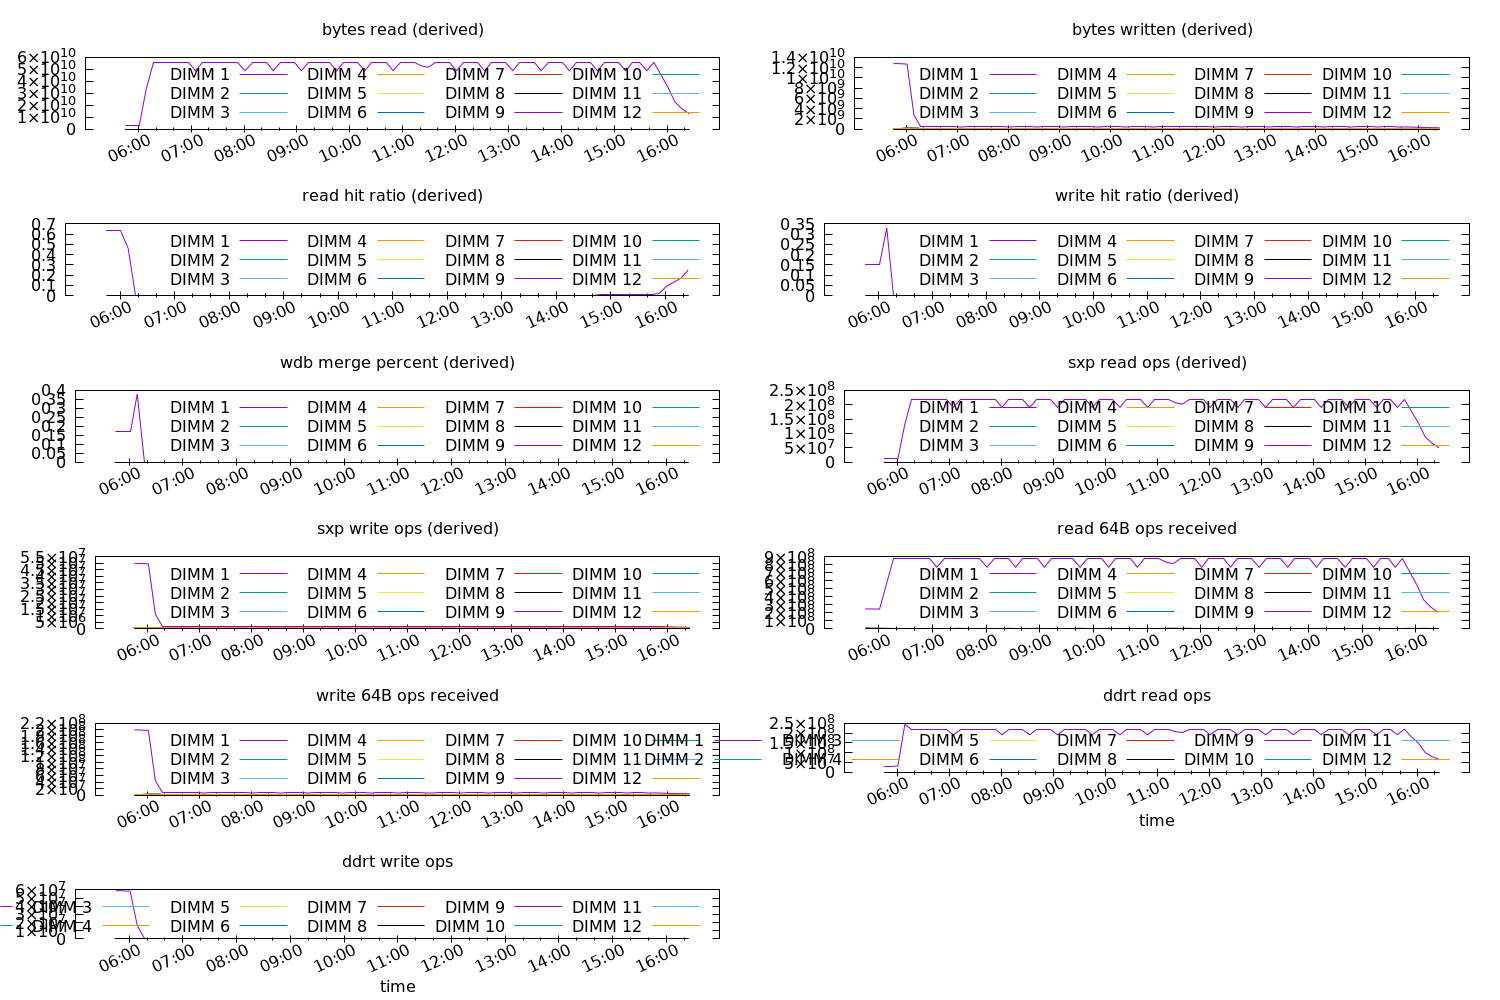 bytes read (derived)
6×10^10
5×10^10
4×10^10
3×10^10
2×10^10
1×10^10
0
DIMM 1 DIMM 4 DIMM 7 DIMM 10
DIMM 2 DIMM 5 DIMM 8 DIMM 11
DIMM 3 DIMM 6 DIMM 9 DIMM 12
06:00 07:00 08:00 09:00 10:00 11:00 12:00 13:00 14:00 15:00 16:00
bytes written (derived)
1.4×10^10
1.2×10^10
8×10^9
6×10^9
4×10^9
2×10^9
0
DIMM 1 DIMM 4 DIMM 7 DIMM 10
DIMM 2 DIMM 5 DIMM 8 DIMM 11
DIMM 3 DIMM 6 DIMM 9 DIMM 12
06:00 07:00 08:00 09:00 10:00 11:00 12:00 13:00 14:00 15:00 16:00
read hit ratio (derived)
0.7
0.6
0.5
0.4
0.3
0.2
0.1
0
DIMM 1 DIMM 4 DIMM 7 DIMM 10
DIMM 2 DIMM 5 DIMM 8 DIMM 11
DIMM 3 DIMM 6 DIMM 9 DIMM 12
06:00 07:00 08:00 09:00 10:00 11:00 12:00 13:00 14:00 15:00 16:00
write hit ratio (derived)
0.35
0.3
0.25
0.2
0.15
0.1
0.05
0
DIMM 1 DIMM 4 DIMM 7 DIMM 10
DIMM 2 DIMM 5 DIMM 8 DIMM 11
DIMM 3 DIMM 6 DIMM 9 DIMM 12
06:00 07:00 08:00 09:00 10:00 11:00 12:00 13:00 14:00 15:00 16:00
wdb merge percent (derived)
0.4
0.35
0.3
0.25
0.2
0.15
0.1
0.05
0
DIMM 1 DIMM 4 DIMM 7 DIMM 10
DIMM 2 DIMM 5 DIMM 8 DIMM 11
DIMM 3 DIMM 6 DIMM 9 DIMM 12
06:00 07:00 08:00 09:00 10:00 11:00 12:00 13:00 14:00 15:00 16:00
sxp read ops (derived)
2.5×10^8
2×10^8
1.5×10^8
1×10^8
5×10^7
0
DIMM 1 DIMM 4 DIMM 7 DIMM 10
DIMM 2 DIMM 5 DIMM 8 DIMM 11
DIMM 3 DIMM 6 DIMM 9 DIMM 12
06:00 07:00 08:00 09:00 10:00 11:00 12:00 13:00 14:00 15:00 16:00
sxp write ops (derived)
5.5×10^7
5×10^6
0
DIMM 1 DIMM 4 DIMM 7 DIMM 10
DIMM 2 DIMM 5 DIMM 8 DIMM 11
DIMM 3 DIMM 6 DIMM 9 DIMM 12
06:00 07:00 08:00 09:00 10:00 11:00 12:00 13:00 14:00 15:00 16:00
read 64B ops received
9×10^8
1×10^8
0
DIMM 1 DIMM 4 DIMM 7 DIMM 10
DIMM 2 DIMM 5 DIMM 8 DIMM 11
DIMM 3 DIMM 6 DIMM 9 DIMM 12
06:00 07:00 08:00 09:00 10:00 11:00 12:00 13:00 14:00 15:00 16:00
write 64B ops received
2.2×10^8
2×10^7
0
DIMM 1 DIMM 4 DIMM 7 DIMM 10
DIMM 2 DIMM 5 DIMM 8 DIMM 11
DIMM 3 DIMM 6 DIMM 9 DIMM 12
06:00 07:00 08:00 09:00 10:00 11:00 12:00 13:00 14:00 15:00 16:00
ddrt read ops
2.5×10^8
0
DIMM 1 DIMM 3 DIMM 5 DIMM 7 DIMM 9 DIMM 11
DIMM 2 DIMM 4 DIMM 6 DIMM 8 DIMM 10 DIMM 12
06:00 07:00 08:00 09:00 10:00 11:00 12:00 13:00 14:00 15:00 16:00
time
ddrt write ops
6×10^7
1×10^7
0
DIMM 3 DIMM 5 DIMM 7 DIMM 9 DIMM 11
DIMM 4 DIMM 6 DIMM 8 DIMM 10 DIMM 12
06:00 07:00 08:00 09:00 10:00 11:00 12:00 13:00 14:00 15:00 16:00
time